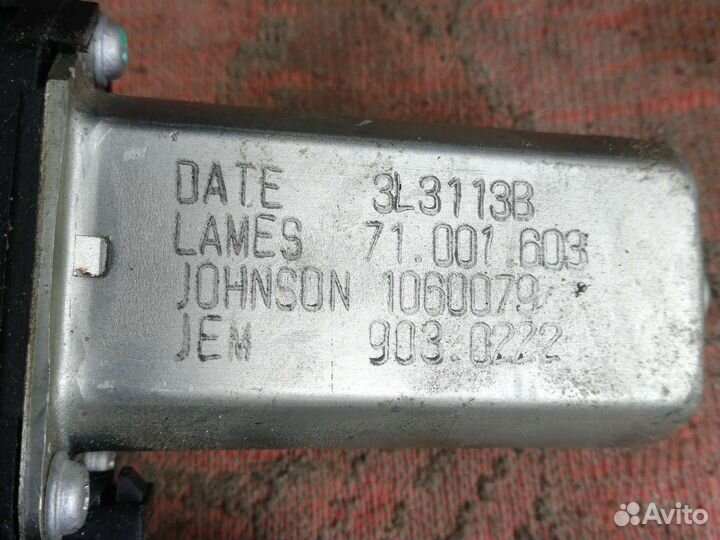 DATE 3L3113B
LAMES 71.001.603
JOHNSON 1060079
JEM 903.0222
Avito